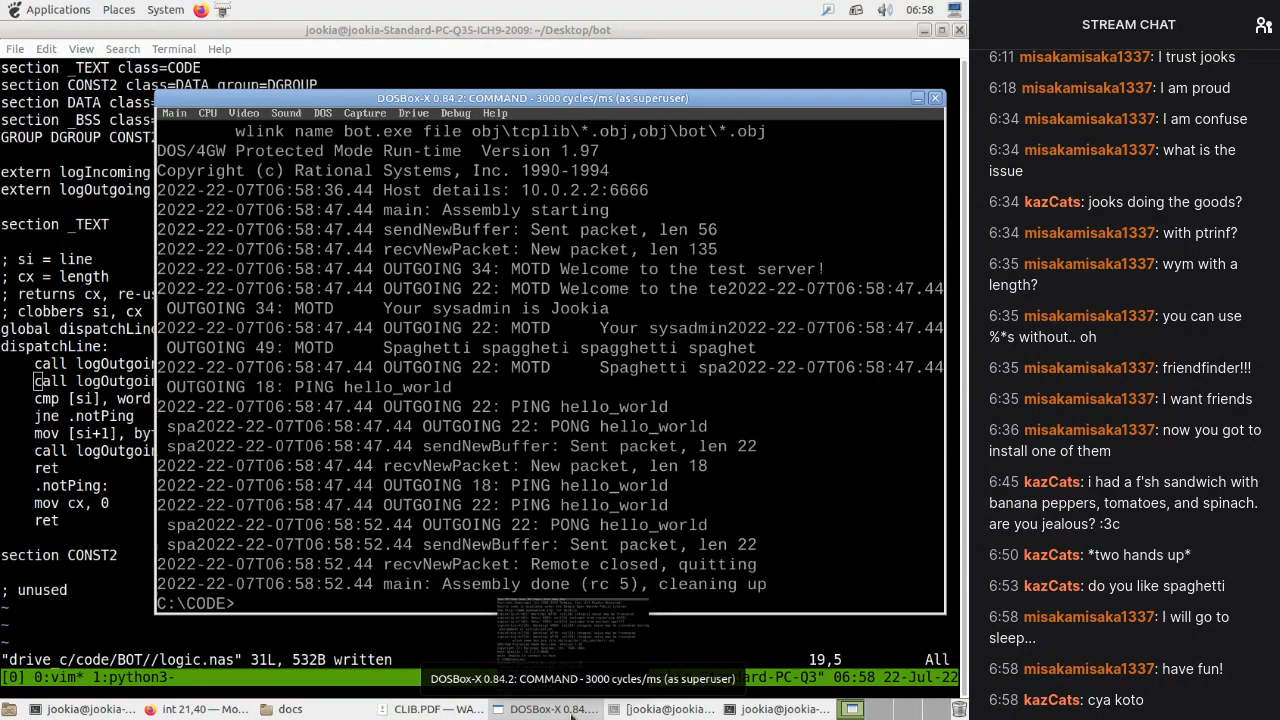 Applications Places System 06:58
jookia@jookia-Standard-PC-Q35-ICH9-2009: ~/Desktop/bot
File Edit View Search Terminal Help
section _TEXT class=CODE
section CONST2 class=DATA group=DGROUP
section DATA class=
section _BSS class=
GROUP DGROUP CONST2
extern logIncoming
extern logOutgoing
section _TEXT
; si = line
; cx = length
; returns cx, re-us
; clobbers si, cx
global dispatchLine
dispatchLine:
call logOutgoin
call logOutgoin
cmp [si], word
jne .notPing
mov [si+1], byt
call logOutgoin
ret
.notPing:
mov cx, 0
ret
section CONST2
; unused
~
~
~
"drive_c/code/BOT//logic.nas" 31L, 532B written 19,5 All
[0] 0:vim* 1:python3- andard-PC-Q3" 06:58 22-Jul-22
DOSBox-X 0.84.2: COMMAND - 3000 cycles/ms (as superuser)
Main CPU Video Sound DOS Capture Drive Debug Help
wlink name bot.exe file obj\tcplib\*.obj,obj\bot\*.obj
DOS/4GW Protected Mode Run-time  Version 1.97
Copyright (c) Rational Systems, Inc. 1990-1994
2022-22-07T06:58:36.44 Host details: 10.0.2.2:6666
2022-22-07T06:58:47.44 main: Assembly starting
2022-22-07T06:58:47.44 sendNewBuffer: Sent packet, len 56
2022-22-07T06:58:47.44 recvNewPacket: New packet, len 135
2022-22-07T06:58:47.44 OUTGOING 34: MOTD Welcome to the test server!
2022-22-07T06:58:47.44 OUTGOING 22: MOTD Welcome to the te2022-22-07T06:58:47.44
OUTGOING 34: MOTD    Your sysadmin is Jookia
2022-22-07T06:58:47.44 OUTGOING 22: MOTD     Your sysadmin2022-22-07T06:58:47.44
OUTGOING 49: MOTD    Spaghetti spaggheti spagghetti spaghet
2022-22-07T06:58:47.44 OUTGOING 22: MOTD     Spaghetti spa2022-22-07T06:58:47.44
OUTGOING 18: PING hello_world
2022-22-07T06:58:47.44 OUTGOING 22: PING hello_world
spa2022-22-07T06:58:47.44 OUTGOING 22: PONG hello_world
spa2022-22-07T06:58:47.44 sendNewBuffer: Sent packet, len 22
2022-22-07T06:58:47.44 recvNewPacket: New packet, len 18
2022-22-07T06:58:47.44 OUTGOING 18: PING hello_world
2022-22-07T06:58:47.44 OUTGOING 22: PING hello_world
spa2022-22-07T06:58:52.44 OUTGOING 22: PONG hello_world
spa2022-22-07T06:58:52.44 sendNewBuffer: Sent packet, len 22
2022-22-07T06:58:52.44 recvNewPacket: Remote closed, quitting
2022-22-07T06:58:52.44 main: Assembly done (rc 5), cleaning up
C:\CODE>
DOSBox-X 0.84.2: COMMAND - 3000 cycles/ms (as superuser)
jookia@jookia-Sta... int 21,40 – Mo... docs CLIB.PDF — WA... DOSBox-X 0.84.... [jookia@jookia-... jookia@jookia-Sta...
STREAM CHAT
6:11 misakamisaka1337: I trust jooks
6:18 misakamisaka1337: I am proud
6:34 misakamisaka1337: I am confuse
6:34 misakamisaka1337: what is the
issue
6:34 kazCats: jooks doing the goods?
6:34 misakamisaka1337: with ptrinf?
6:35 misakamisaka1337: wym with a
length?
6:35 misakamisaka1337: you can use
%*s without.. oh
6:35 misakamisaka1337: friendfinder!!!
6:35 misakamisaka1337: I want friends
6:36 misakamisaka1337: now you got to
install one of them
6:45 kazCats: i had a f'sh sandwich with
banana peppers, tomatoes, and spinach.
are you jealous? :3c
6:50 kazCats: *two hands up*
6:53 kazCats: do you like spaghetti
6:58 misakamisaka1337: I will go to
sleep...
6:58 misakamisaka1337: have fun!
6:58 kazCats: cya koto